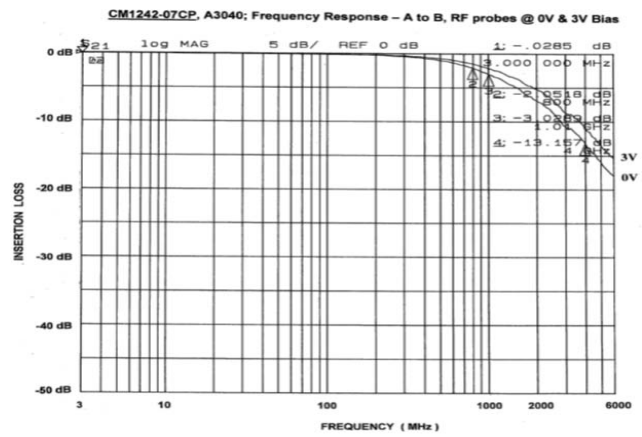 CM1242-07CP, A3040; Frequency Response – A to B, RF probes @ 0V & 3V Bias
S21 log MAG 5 dB/ REF 0 dB 1: -.0285 dB
3.000 000 MHz
2: -2.0518 dB
800 MHz
3: -3.0289 dB
1.01 GHz
4: -13.157 dB
4 GHz
0 dB
-10 dB
-20 dB
-30 dB
-40 dB
-50 dB
INSERTION LOSS
2
3
4
3V
0V
3 10 100 1000 2000 6000
FREQUENCY ( MHz )